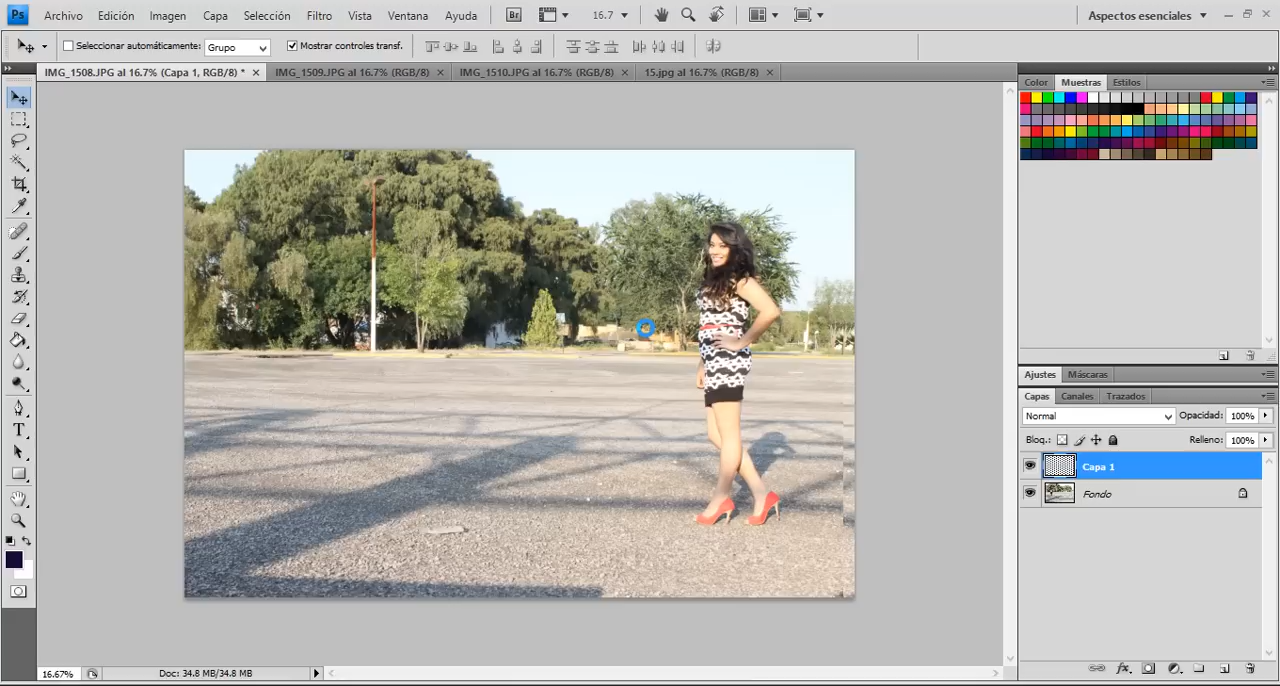 Ps Archivo Edición Imagen Capa Selección Filtro Vista Ventana Ayuda Br 16.7 Aspectos esenciales
Seleccionar automáticamente: Grupo Mostrar controles transf.
IMG_1508.JPG al 16.7% (Capa 1, RGB/8) * IMG_1509.JPG al 16.7% (RGB/8) IMG_1510.JPG al 16.7% (RGB/8) 15.jpg al 16.7% (RGB/8)
Color Muestras Estilos
Ajustes Máscaras
Capas Canales Trazados
Normal Opacidad: 100%
Bloq.: Relleno: 100%
Capa 1
Fondo
16.67% Doc: 34.8 MB/34.8 MB